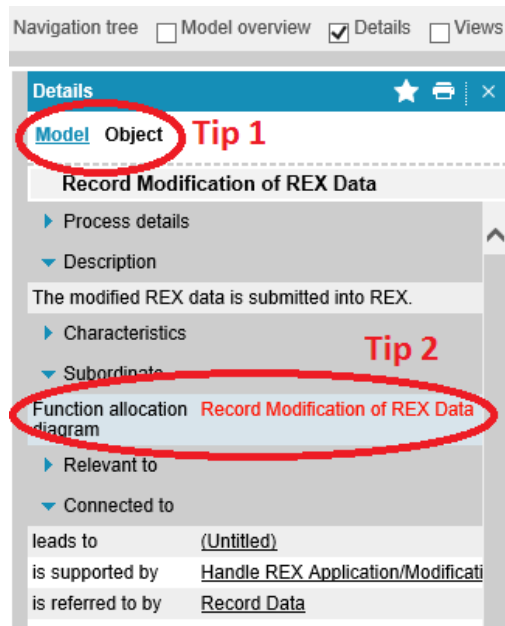 Navigation tree Model overview Details Views
Details
Model Object Tip 1
Record Modification of REX Data
Process details
Description
The modified REX data is submitted into REX.
Characteristics
Tip 2
Subordinate
Function allocation Record Modification of REX Data
diagram
Relevant to
Connected to
leads to (Untitled)
is supported by Handle REX Application/Modificati
is referred to by Record Data